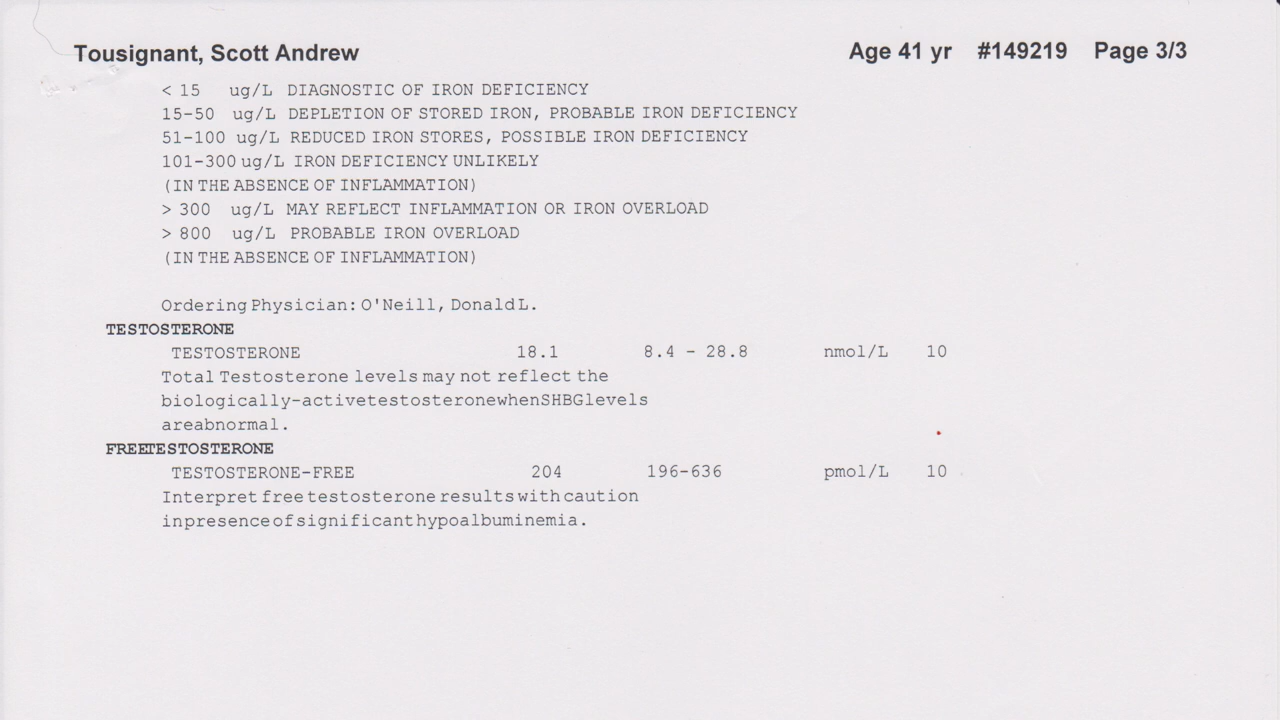 Tousignant, Scott Andrew Age 41 yr #149219 Page 3/3
< 15 ug/L DIAGNOSTIC OF IRON DEFICIENCY
15-50 ug/L DEPLETION OF STORED IRON, PROBABLE IRON DEFICIENCY
51-100 ug/L REDUCED IRON STORES, POSSIBLE IRON DEFICIENCY
101-300 ug/L IRON DEFICIENCY UNLIKELY
(IN THE ABSENCE OF INFLAMMATION)
> 300 ug/L MAY REFLECT INFLAMMATION OR IRON OVERLOAD
> 800 ug/L PROBABLE IRON OVERLOAD
(IN THE ABSENCE OF INFLAMMATION)
Ordering Physician: O'Neill, Donald L.
TESTOSTERONE
TESTOSTERONE 18.1 8.4 - 28.8 nmol/L 10
Total Testosterone levels may not reflect the
biologically-activetestosteronewhenSHBGlevels
areabnormal.
FREETESTOSTERONE
TESTOSTERONE-FREE 204 196-636 pmol/L 10
Interpret free testosterone results with caution
inpresenceofsignificanthypoalbuminemia.